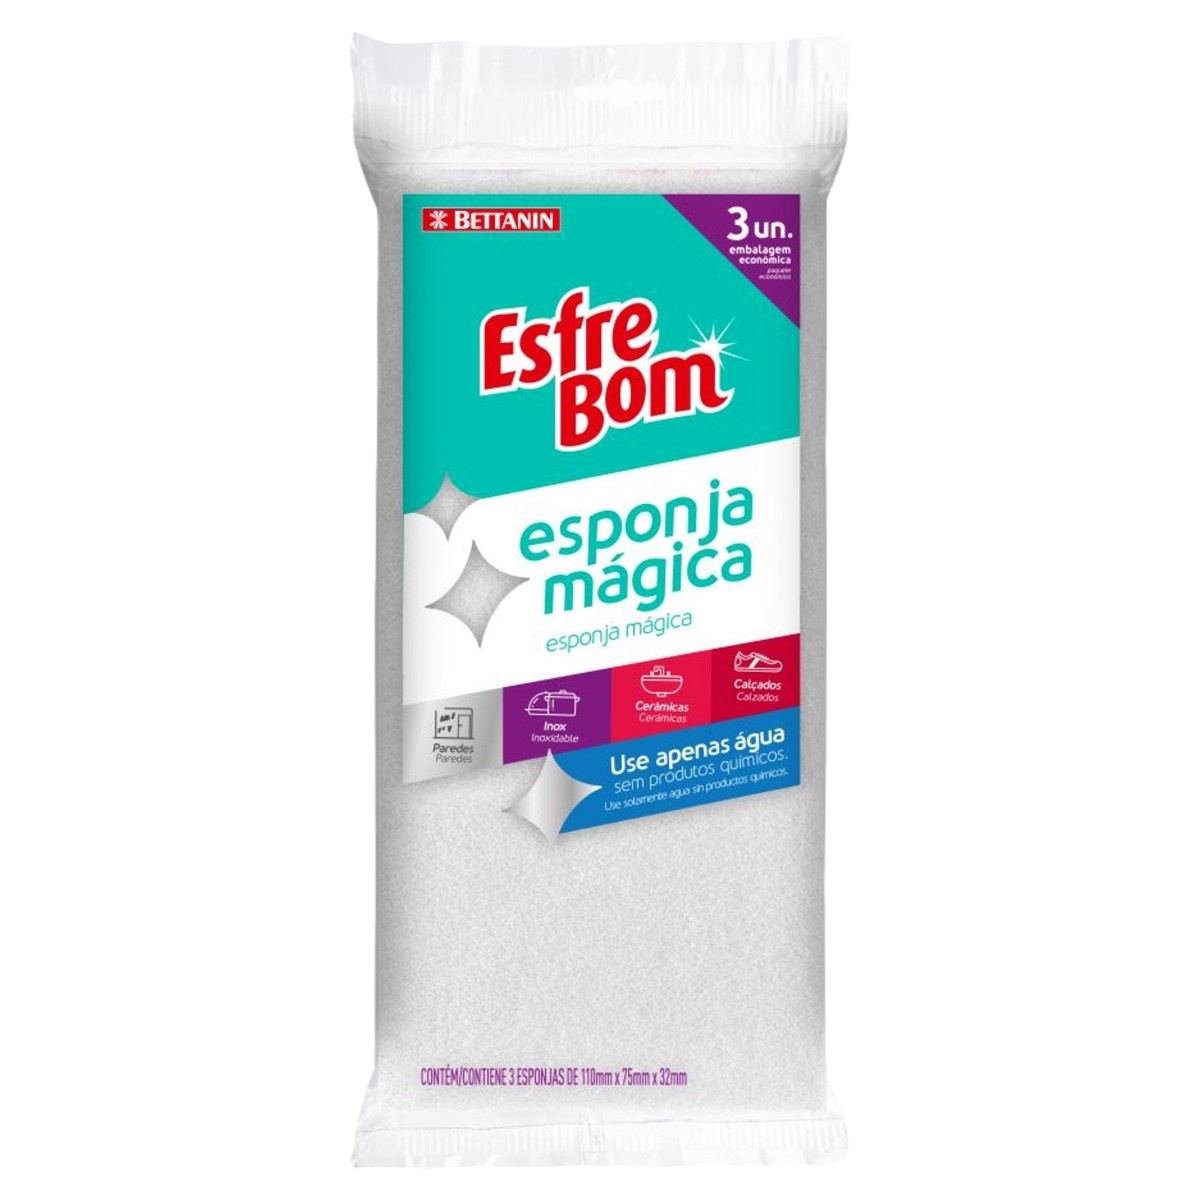 BETTANIN
3 un.
embalagem
econômica
paquete
económico
Esfre
Bom
esponja
mágica
esponja mágica
Paredes
Paredes
Inox
Inoxidable
Cerâmicas
Cerámicas
Calçados
Calzados
Use apenas água
sem produtos químicos.
Use solamente agua sin productos químicos.
CONTÉM/CONTIENE 3 ESPONJAS DE 110mm x 75mm x 32mm